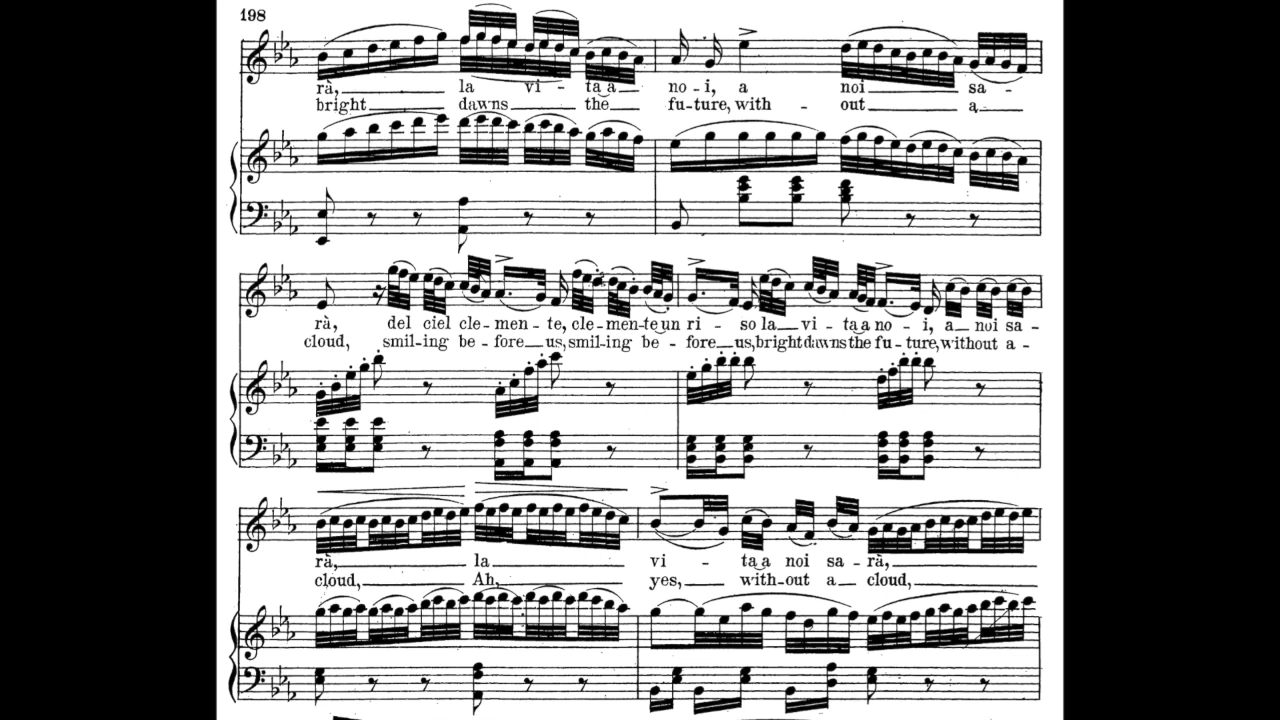 198
rà, la vi - ta a no - i, a noi sa -
bright dawns the fu - ture, with - out a
rà, del ciel cle - men - te, cle - men - te un ri - so la vi - ta a no - i, a noi sa -
cloud, smil - ing be - fore us, smil - ing be - fore us, bright dawns the fu - ture, without a -
rà, la vi - ta a noi sa - rà,
cloud, Ah, yes, with - out a cloud,